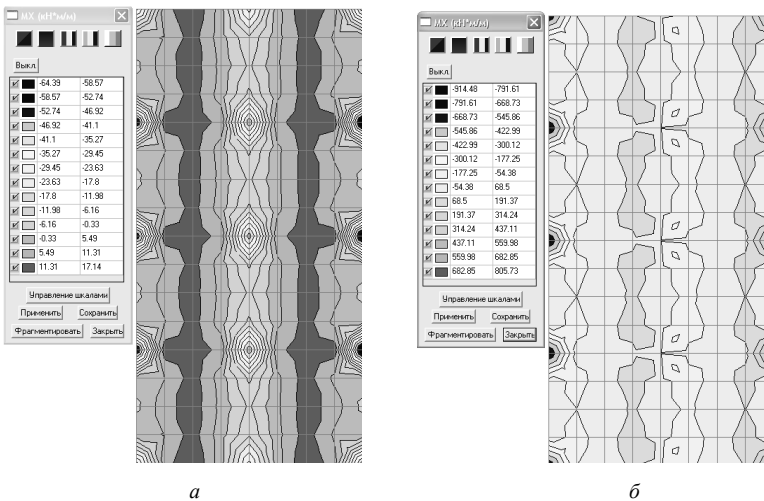 МХ (кН*м/м)
Выкл.
-64.39 -58.57
-58.57 -52.74
-52.74 -46.92
-46.92 -41.1
-41.1 -35.27
-35.27 -29.45
-29.45 -23.63
-23.63 -17.8
-17.8 -11.98
-11.98 -6.16
-6.16 -0.33
-0.33 5.49
5.49 11.31
11.31 17.14
Управление шкалами
Применить Сохранить
Фрагментировать Закрыть
МХ (кН*м/м)
Выкл.
-914.48 -791.61
-791.61 -668.73
-668.73 -545.86
-545.86 -422.99
-422.99 -300.12
-300.12 -177.25
-177.25 -54.38
-54.38 68.5
68.5 191.37
191.37 314.24
314.24 437.11
437.11 559.98
559.98 682.85
682.85 805.73
Управление шкалами
Применить Сохранить
Фрагментировать Закрыть
а
б